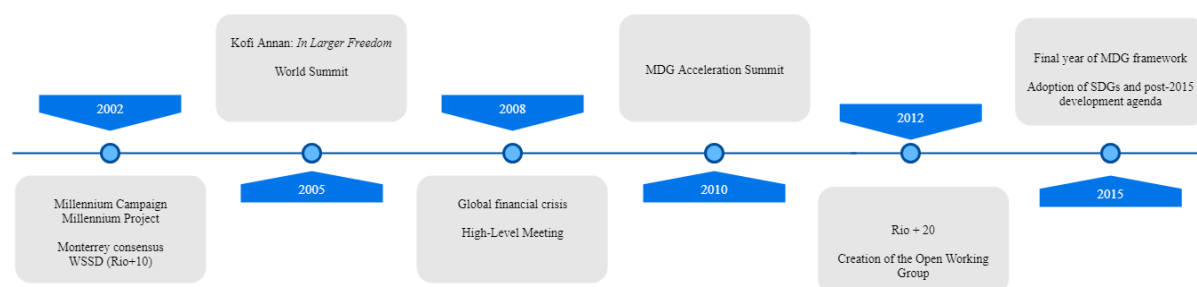 2002
Millennium Campaign
Millennium Project
Monterrey consensus
WSSD (Rio+10)
Kofi Annan: In Larger Freedom
World Summit
2005
2008
Global financial crisis
High-Level Meeting
MDG Acceleration Summit
2010
2012
Rio + 20
Creation of the Open Working
Group
Final year of MDG framework
Adoption of SDGs and post-2015
development agenda
2015